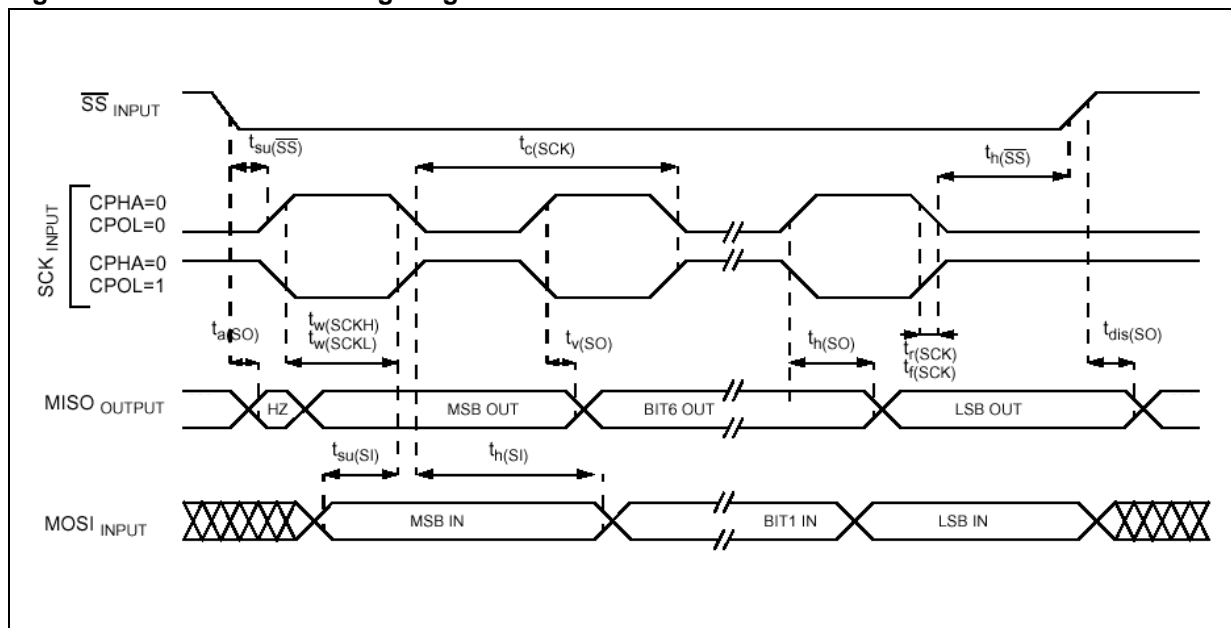 SS INPUT
tsu(SS)
tc(SCK)
th(SS)
SCK INPUT
CPHA=0
CPOL=0
CPHA=0
CPOL=1
ta(SO)
tw(SCKH)
tw(SCKL)
tv(SO)
th(SO)
tr(SCK)
tf(SCK)
tdis(SO)
MISO OUTPUT
HZ
MSB OUT
BIT6 OUT
LSB OUT
tsu(SI)
th(SI)
MOSI INPUT
MSB IN
BIT1 IN
LSB IN